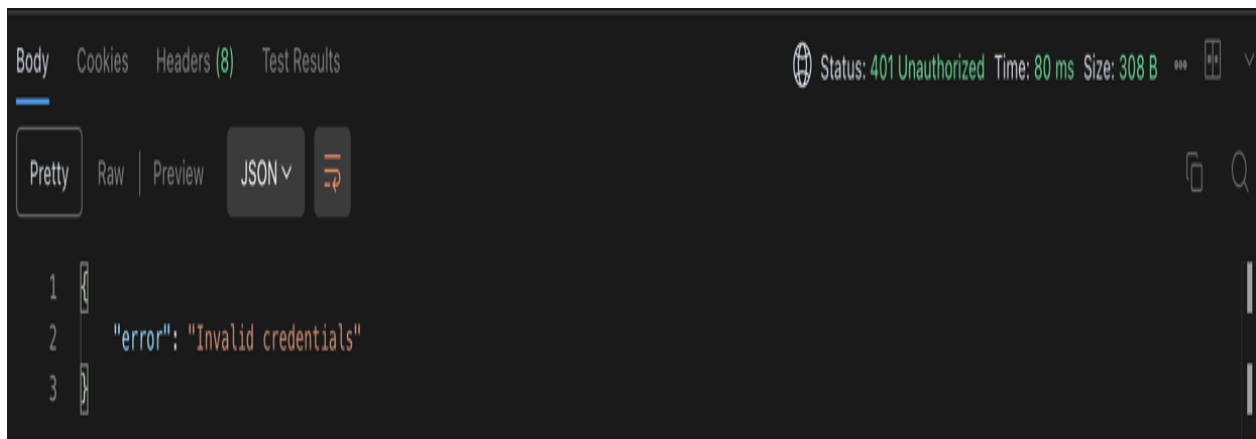 Body Cookies Headers (8) Test Results Status: 401 Unauthorized Time: 80 ms Size: 308 B
Pretty Raw Preview JSON
1 {
2 "error": "Invalid credentials"
3 }